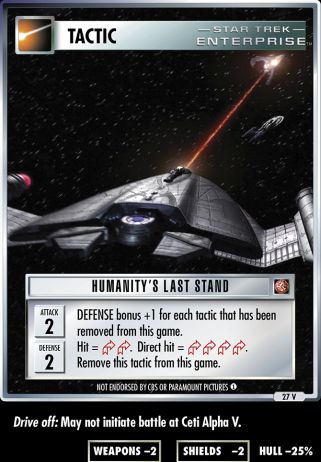 TACTIC
STAR TREK
ENTERPRISE
HUMANITY'S LAST STAND
ATTACK
2
DEFENSE
2
DEFENSE bonus +1 for each tactic that has been
removed from this game.
Hit = . Direct hit = .
Remove this tactic from this game.
NOT ENDORSED BY CBS OR PARAMOUNT PICTURES
27 V
Drive off: May not initiate battle at Ceti Alpha V.
WEAPONS –2 SHIELDS –2 HULL –25%